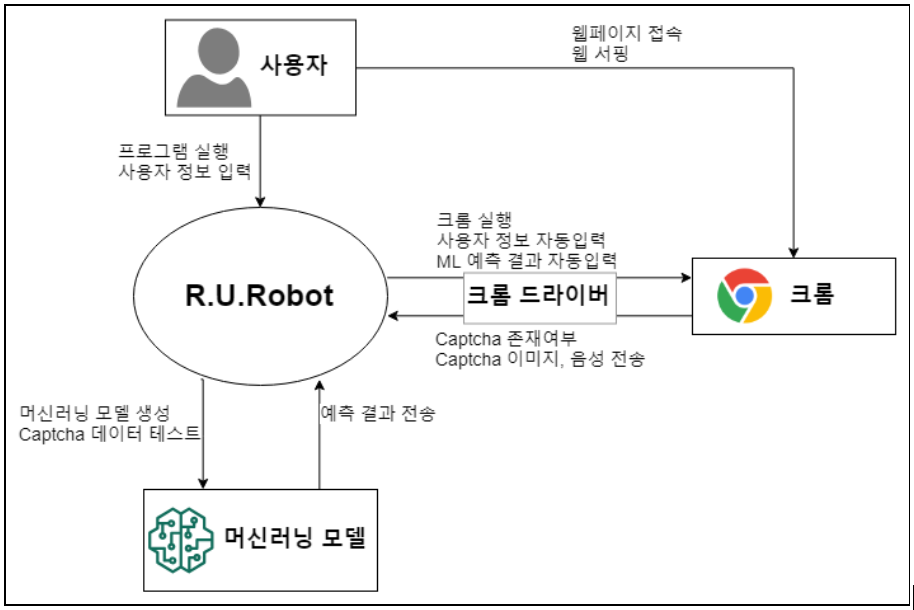 웹페이지 접속
웹 서핑
사용자
프로그램 실행
사용자 정보 입력
크롬 실행
사용자 정보 자동입력
ML 예측 결과 자동입력
R.U.Robot
크롬 드라이버
크롬
Captcha 존재여부
Captcha 이미지, 음성 전송
머신러닝 모델 생성
Captcha 데이터 테스트
예측 결과 전송
머신러닝 모델